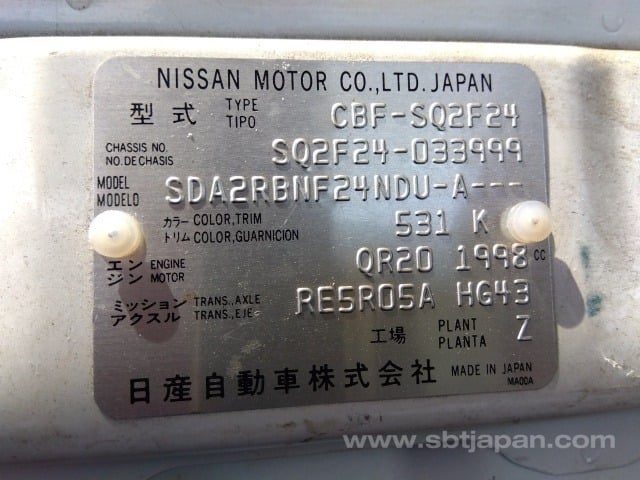 NISSAN MOTOR CO.,LTD. JAPAN
型式 TYPE TIPO CBF-SQ2F24
CHASSIS NO. NO.DE CHASIS SQ2F24-033999
MODEL MODELO SDA2RBNF24NDU-A---
カラー COLOR,TRIM トリム COLOR,GUARNICION 531 K
エンジン ENGINE MOTOR QR20 1998 CC
ミッション アクスル TRANS.,AXLE TRANS.,EJE RE5R05A HG43
工場 PLANT PLANTA Z
日産自動車株式会社 MADE IN JAPAN
MA00A
www.sbtjapan.com